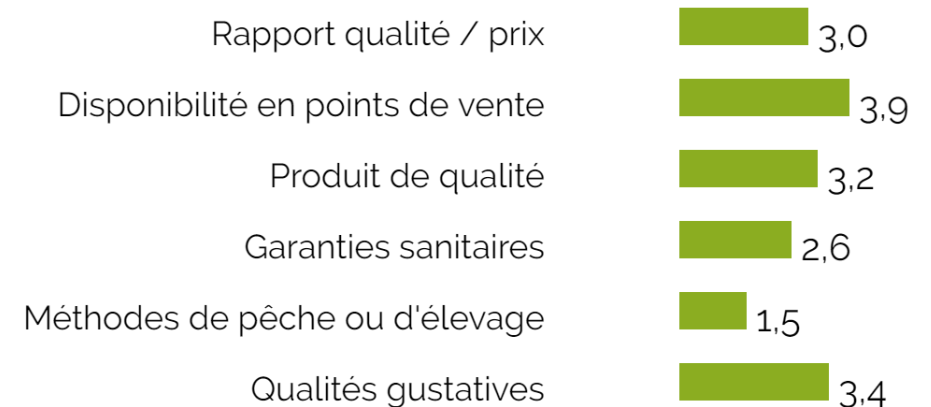 Rapport qualité / prix 3,0
Disponibilité en points de vente 3,9
Produit de qualité 3,2
Garanties sanitaires 2,6
Méthodes de pêche ou d'élevage 1,5
Qualités gustatives 3,4